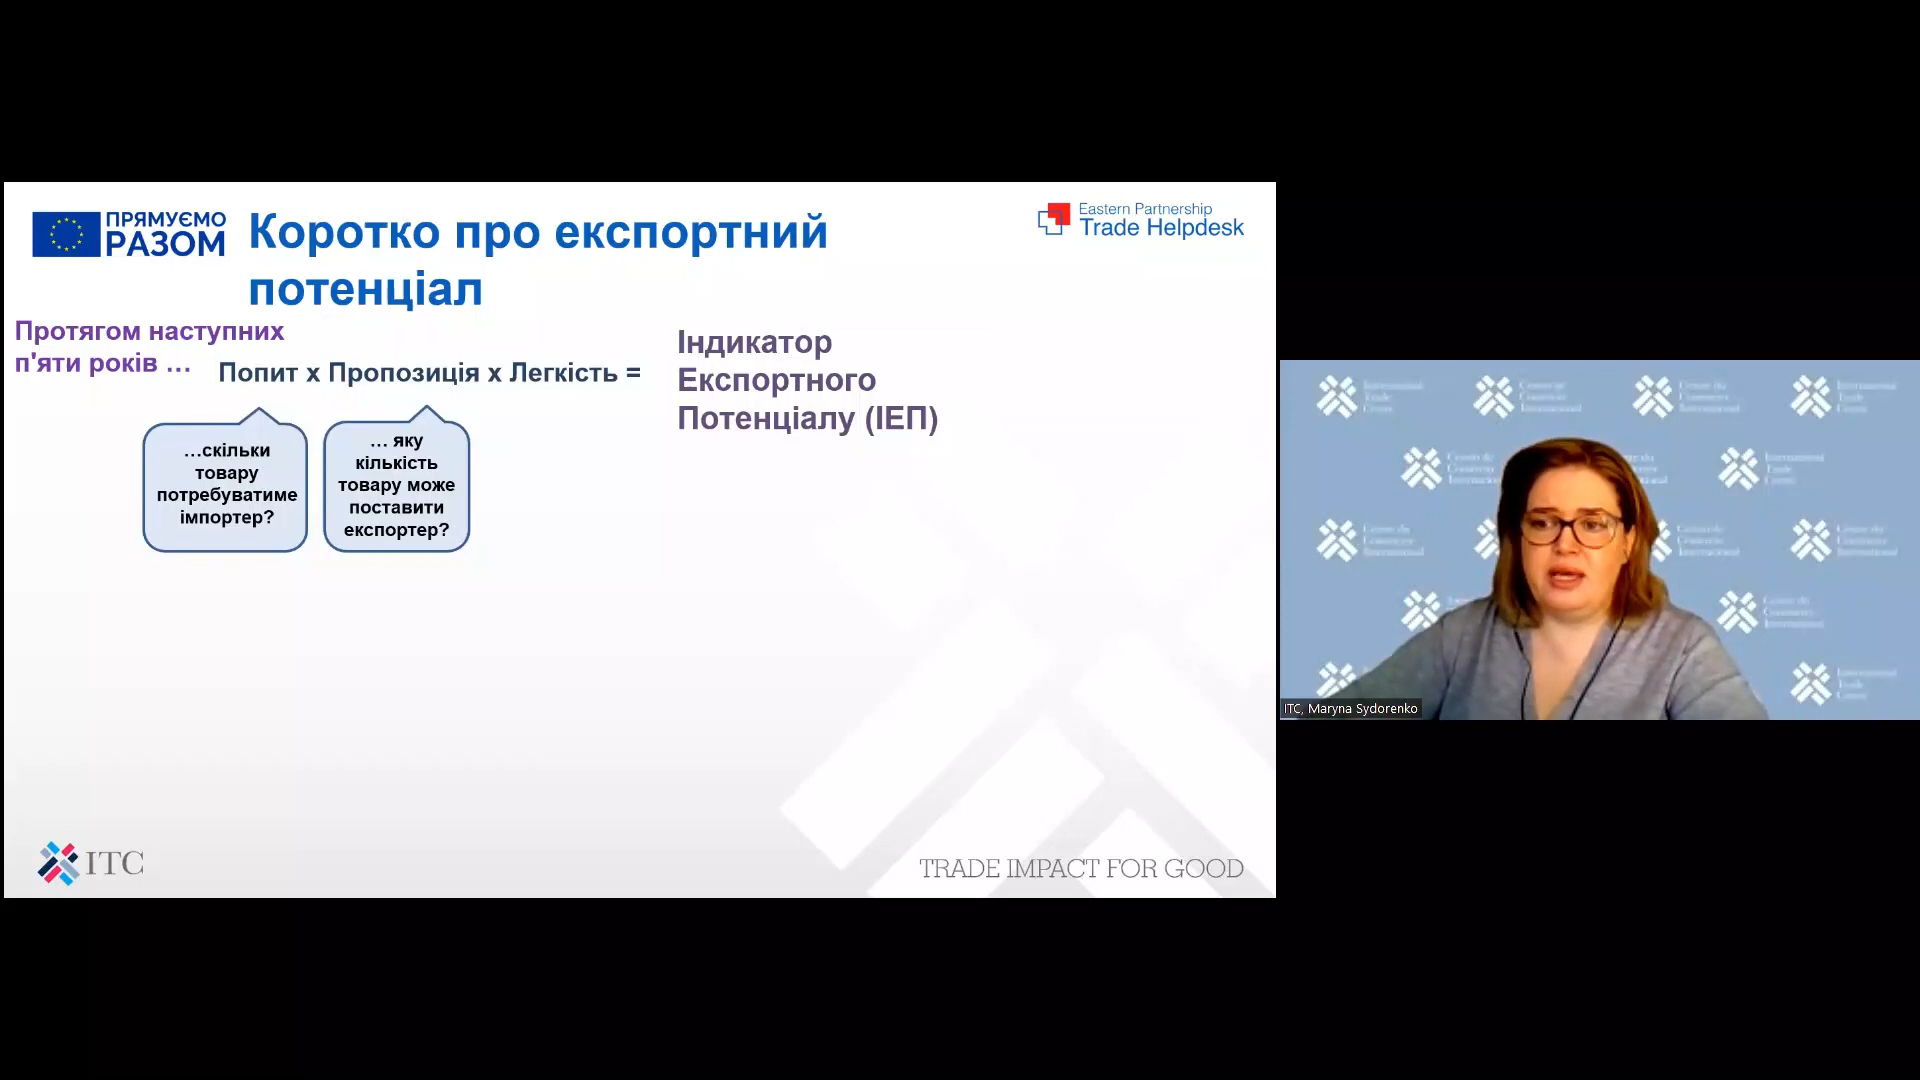 ПРЯМУЄМО
РАЗОМ
Коротко про експортний
потенціал
Eastern Partnership
Trade Helpdesk
Протягом наступних
п'яти років …
Попит x Пропозиція x Легкість =
Індикатор
Експортного
Потенціалу (ІЕП)
…скільки
товару
потребуватиме
імпортер?
… яку
кількість
товару може
поставити
експортер?
ITC
TRADE IMPACT FOR GOOD
ITC, Maryna Sydorenko